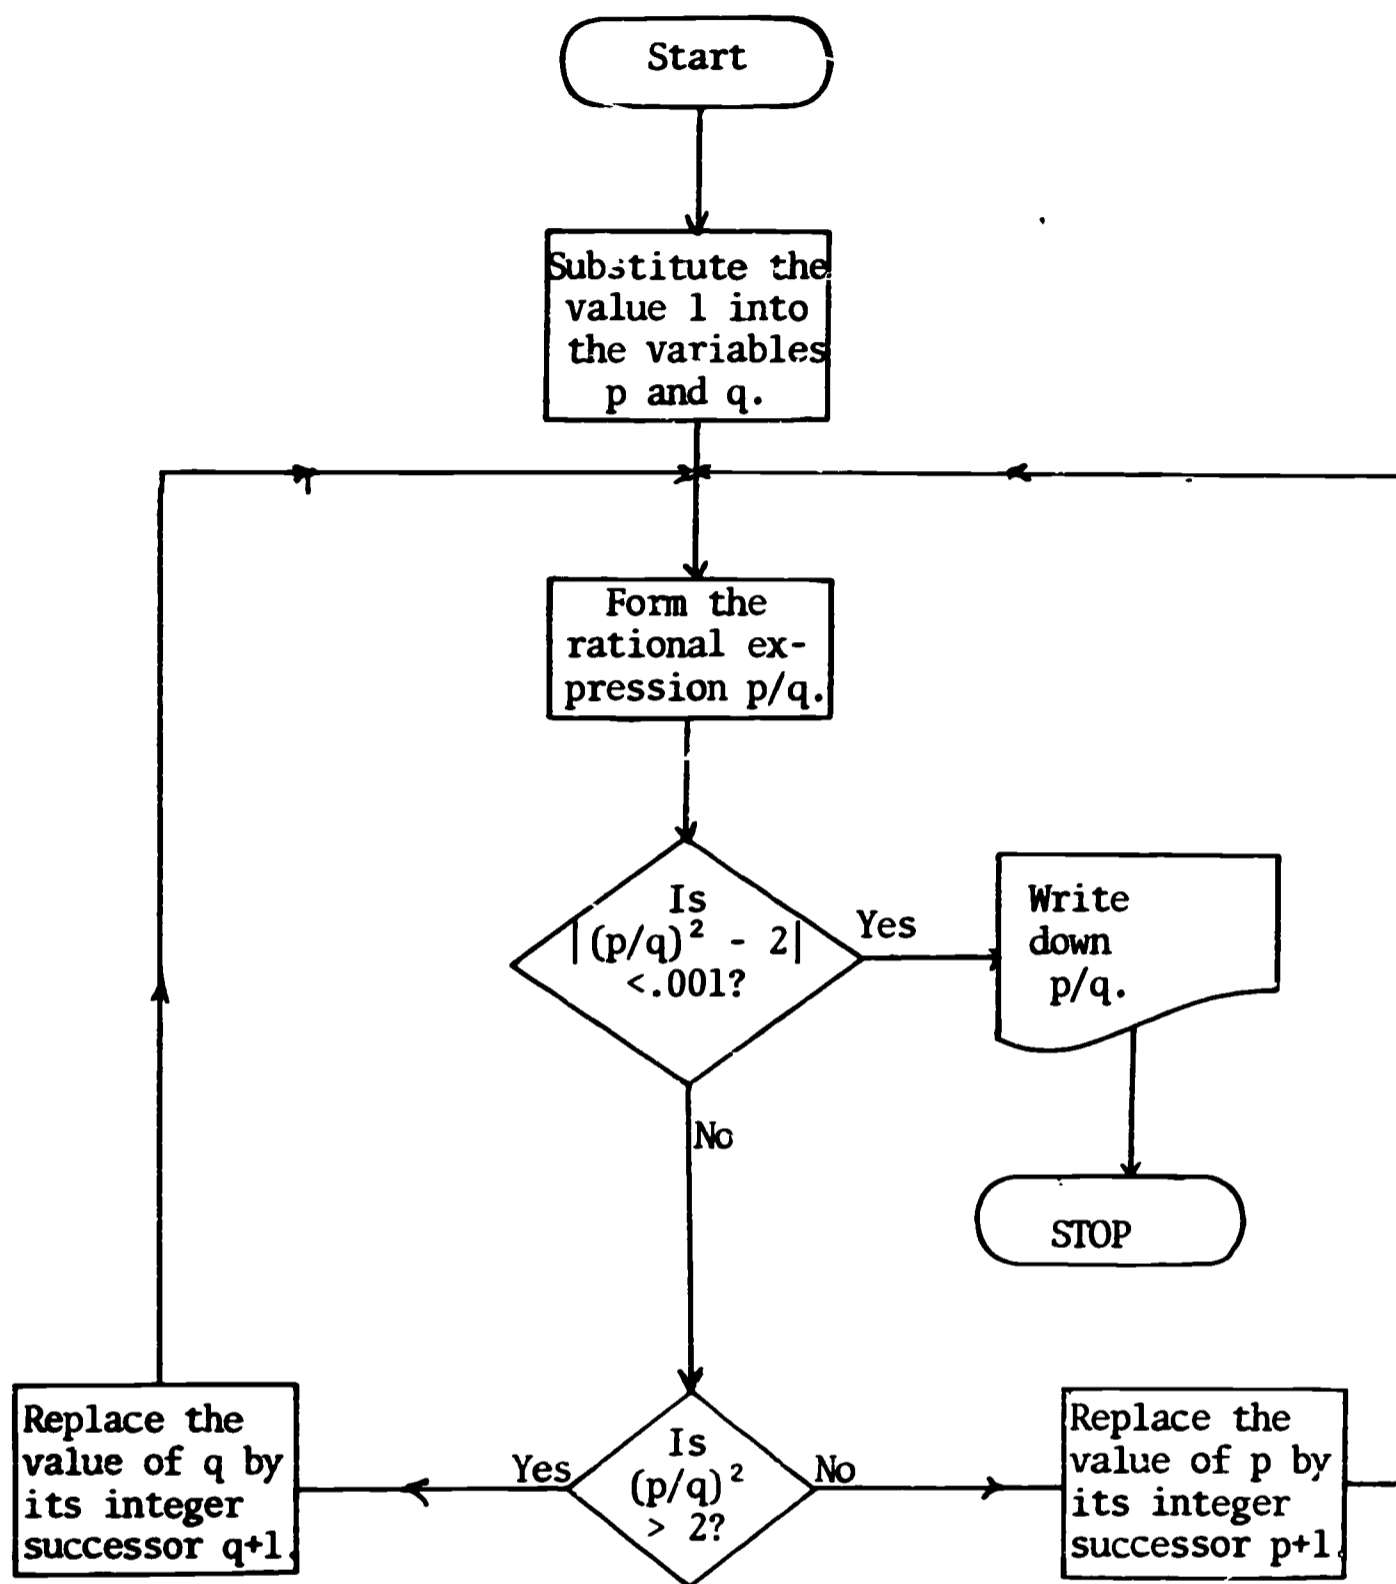 Start
Substitute the
value 1 into
the variables
p and q.
Form the
rational ex-
pression p/q.
Is
|(p/q)² - 2|
<.001?
Yes
Write
down
p/q.
No
STOP
Replace the
value of q by
its integer
successor q+1.
Yes
Is
(p/q)²
> 2?
No
Replace the
value of p by
its integer
successor p+1.